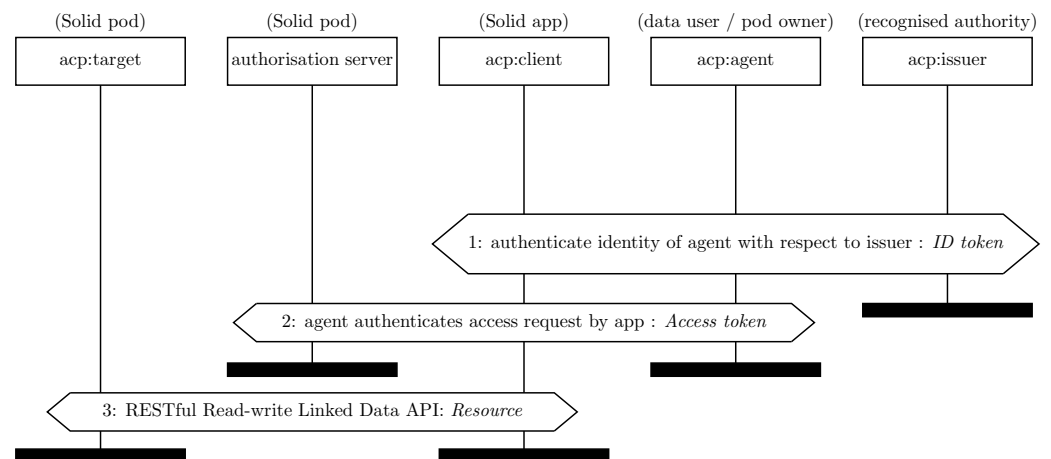 (Solid pod) (Solid pod) (Solid app) (data user / pod owner) (recognised authority)
acp:target authorisation server acp:client acp:agent acp:issuer
1: authenticate identity of agent with respect to issuer : ID token
2: agent authenticates access request by app : Access token
3: RESTful Read-write Linked Data API: Resource